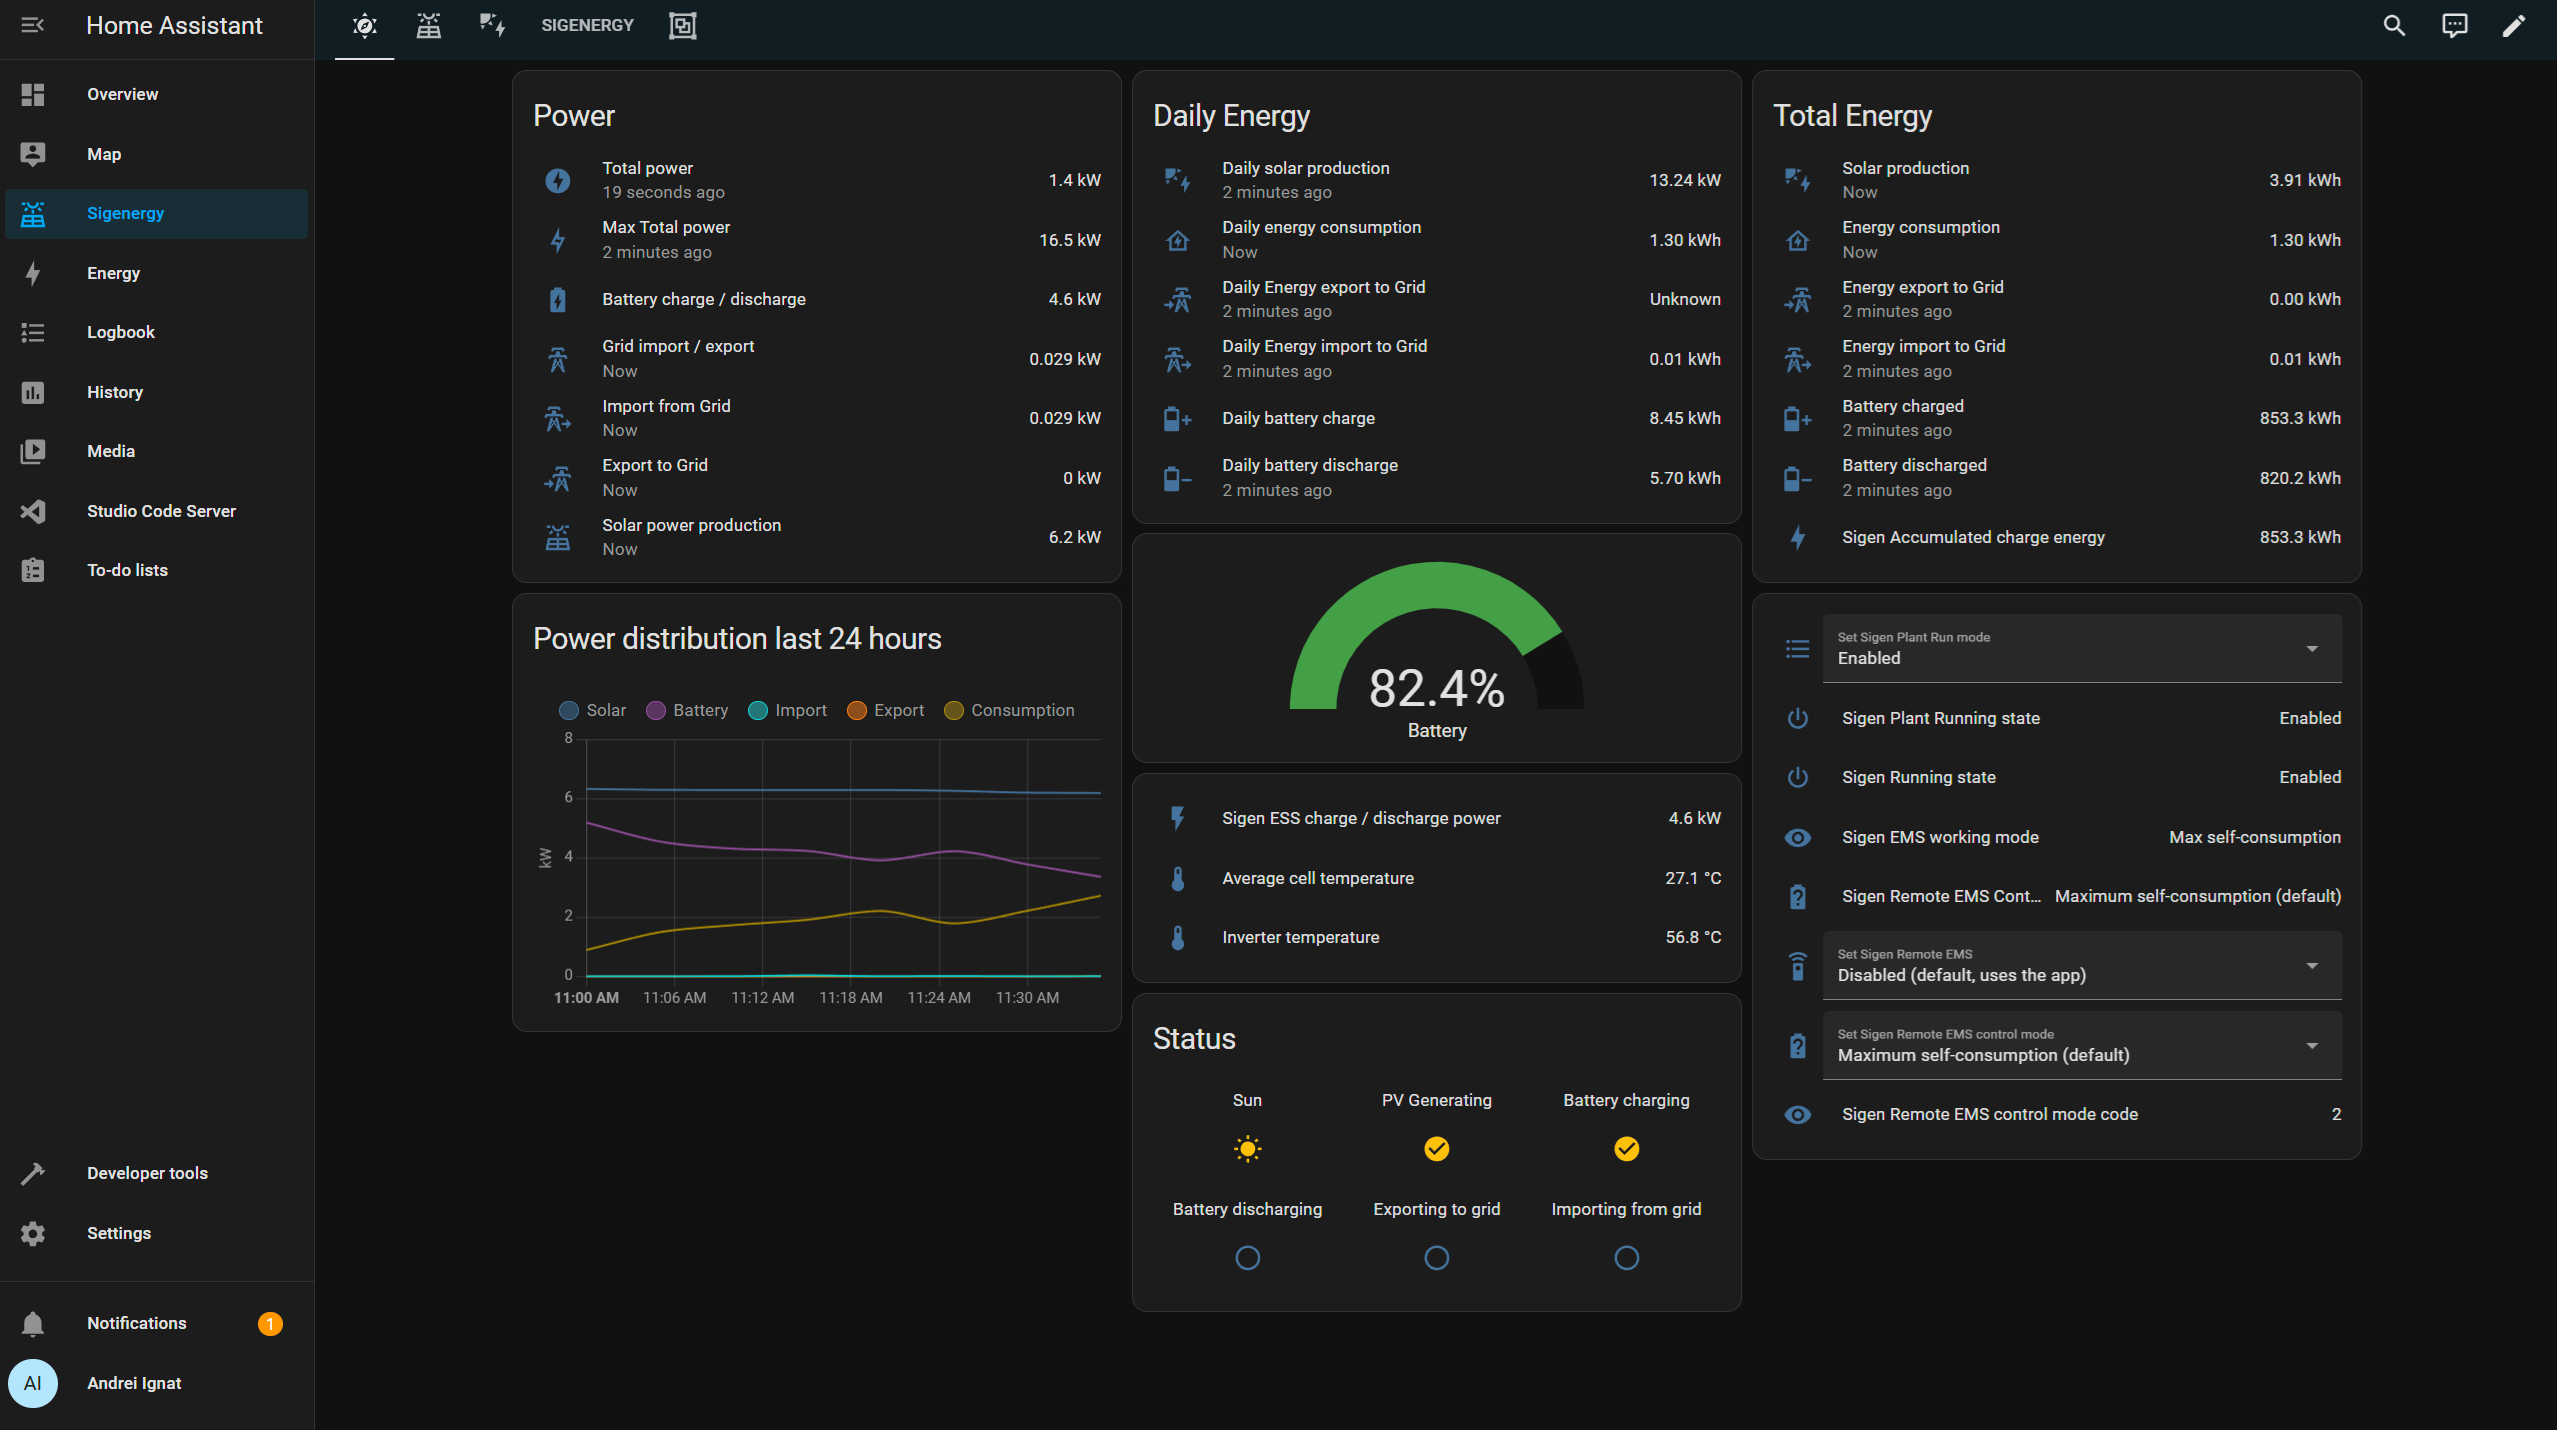 Home Assistant
SIGENERGY
Overview
Map
Sigenergy
Energy
Logbook
History
Media
Studio Code Server
To-do lists
Developer tools
Settings
Notifications
1
AI
Andrei Ignat
Power
Total power
19 seconds ago
1.4 kW
Max Total power
2 minutes ago
16.5 kW
Battery charge / discharge
4.6 kW
Grid import / export
Now
0.029 kW
Import from Grid
Now
0.029 kW
Export to Grid
Now
0 kW
Solar power production
Now
6.2 kW
Power distribution last 24 hours
Solar Battery Import Export Consumption
8
6
4
2
0
kW
11:00 AM 11:06 AM 11:12 AM 11:18 AM 11:24 AM 11:30 AM
Daily Energy
Daily solar production
2 minutes ago
13.24 kW
Daily energy consumption
Now
1.30 kWh
Daily Energy export to Grid
2 minutes ago
Unknown
Daily Energy import to Grid
2 minutes ago
0.01 kWh
Daily battery charge
8.45 kWh
Daily battery discharge
2 minutes ago
5.70 kWh
82.4%
Battery
Sigen ESS charge / discharge power
4.6 kW
Average cell temperature
27.1 °C
Inverter temperature
56.8 °C
Status
Sun PV Generating Battery charging
Battery discharging Exporting to grid Importing from grid
Total Energy
Solar production
Now
3.91 kWh
Energy consumption
Now
1.30 kWh
Energy export to Grid
2 minutes ago
0.00 kWh
Energy import to Grid
2 minutes ago
0.01 kWh
Battery charged
2 minutes ago
853.3 kWh
Battery discharged
2 minutes ago
820.2 kWh
Sigen Accumulated charge energy
853.3 kWh
Set Sigen Plant Run mode
Enabled
Sigen Plant Running state
Enabled
Sigen Running state
Enabled
Sigen EMS working mode
Max self-consumption
Sigen Remote EMS Cont...
Maximum self-consumption (default)
Set Sigen Remote EMS
Disabled (default, uses the app)
Set Sigen Remote EMS control mode
Maximum self-consumption (default)
Sigen Remote EMS control mode code
2